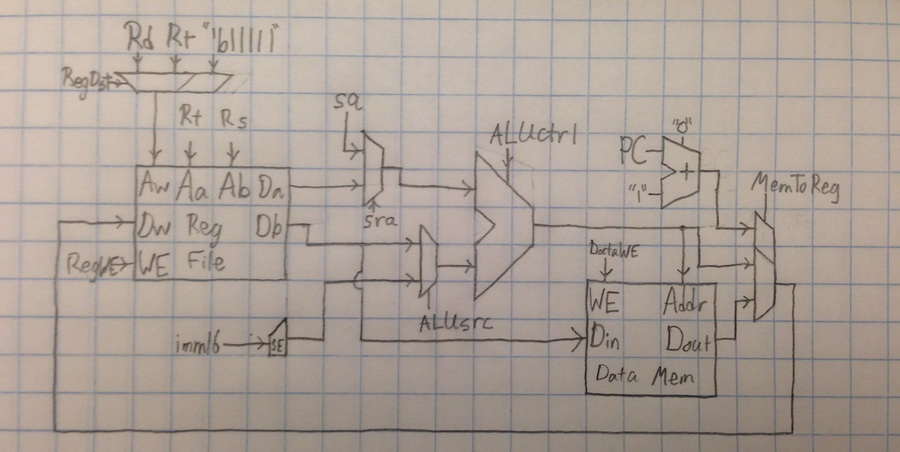 Rd Rt "'b11111"
RegDst
Rt Rs
sa
ALUctrl
"0"
PC
+
"1"
MemToReg
Aw Aa Ab Da
sra
Dw Reg Db
RegWE
WE File
DataWE
WE Addr
ALUsrc
imm16
SE
Din Dout
Data Mem